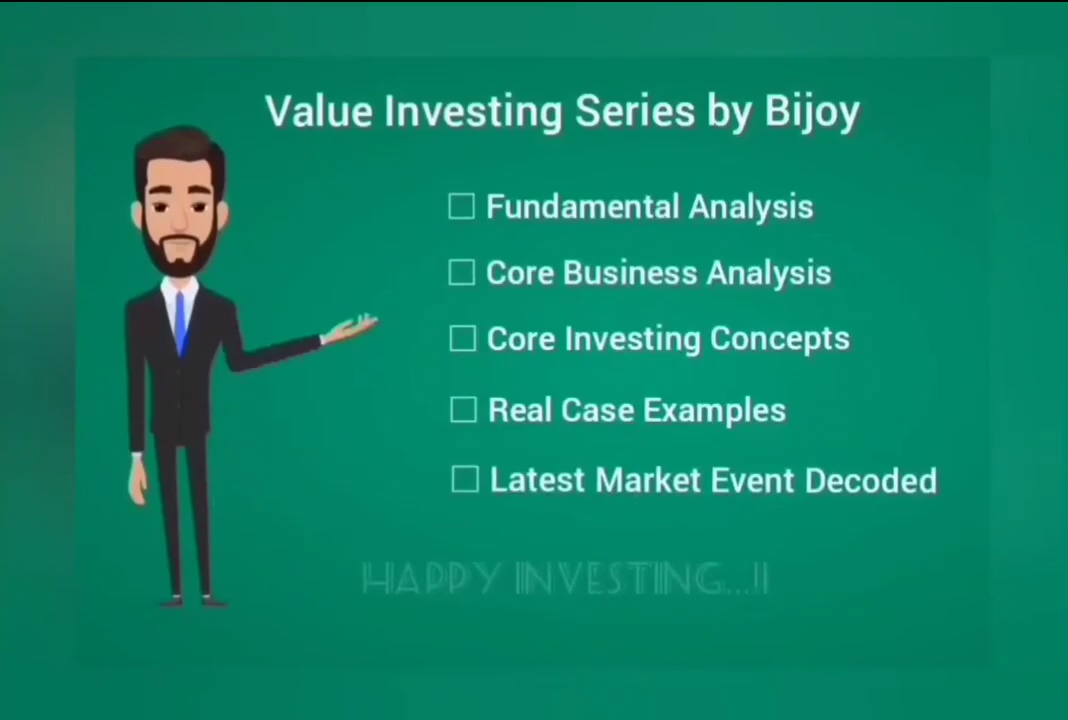 Value Investing Series by Bijoy
☐ Fundamental Analysis
☐ Core Business Analysis
☐ Core Investing Concepts
☐ Real Case Examples
☐ Latest Market Event Decoded
HAPPY INVESTING...!!